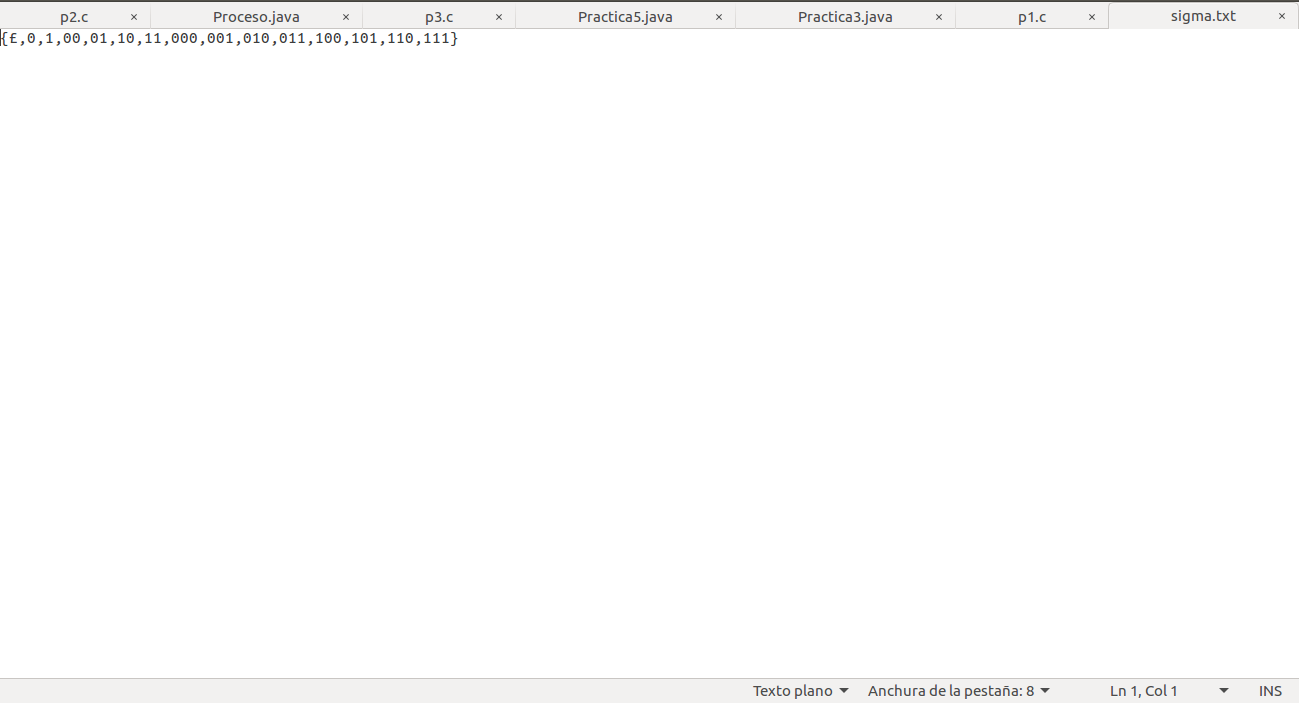 p2.c × Proceso.java × p3.c × Practica5.java × Practica3.java × p1.c × sigma.txt ×
{£,0,1,00,01,10,11,000,001,010,011,100,101,110,111}
Texto plano Anchura de la pestaña: 8 Ln 1, Col 1 INS